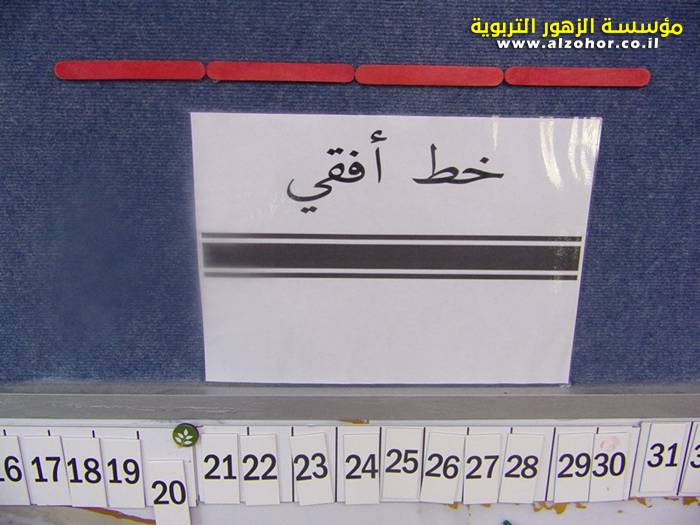 مؤسسة الزهور التربوية
www.alzohor.co.il
خط أفقي
17 18 19 20 21 22 23 24 25 26 27 28 29 30 31